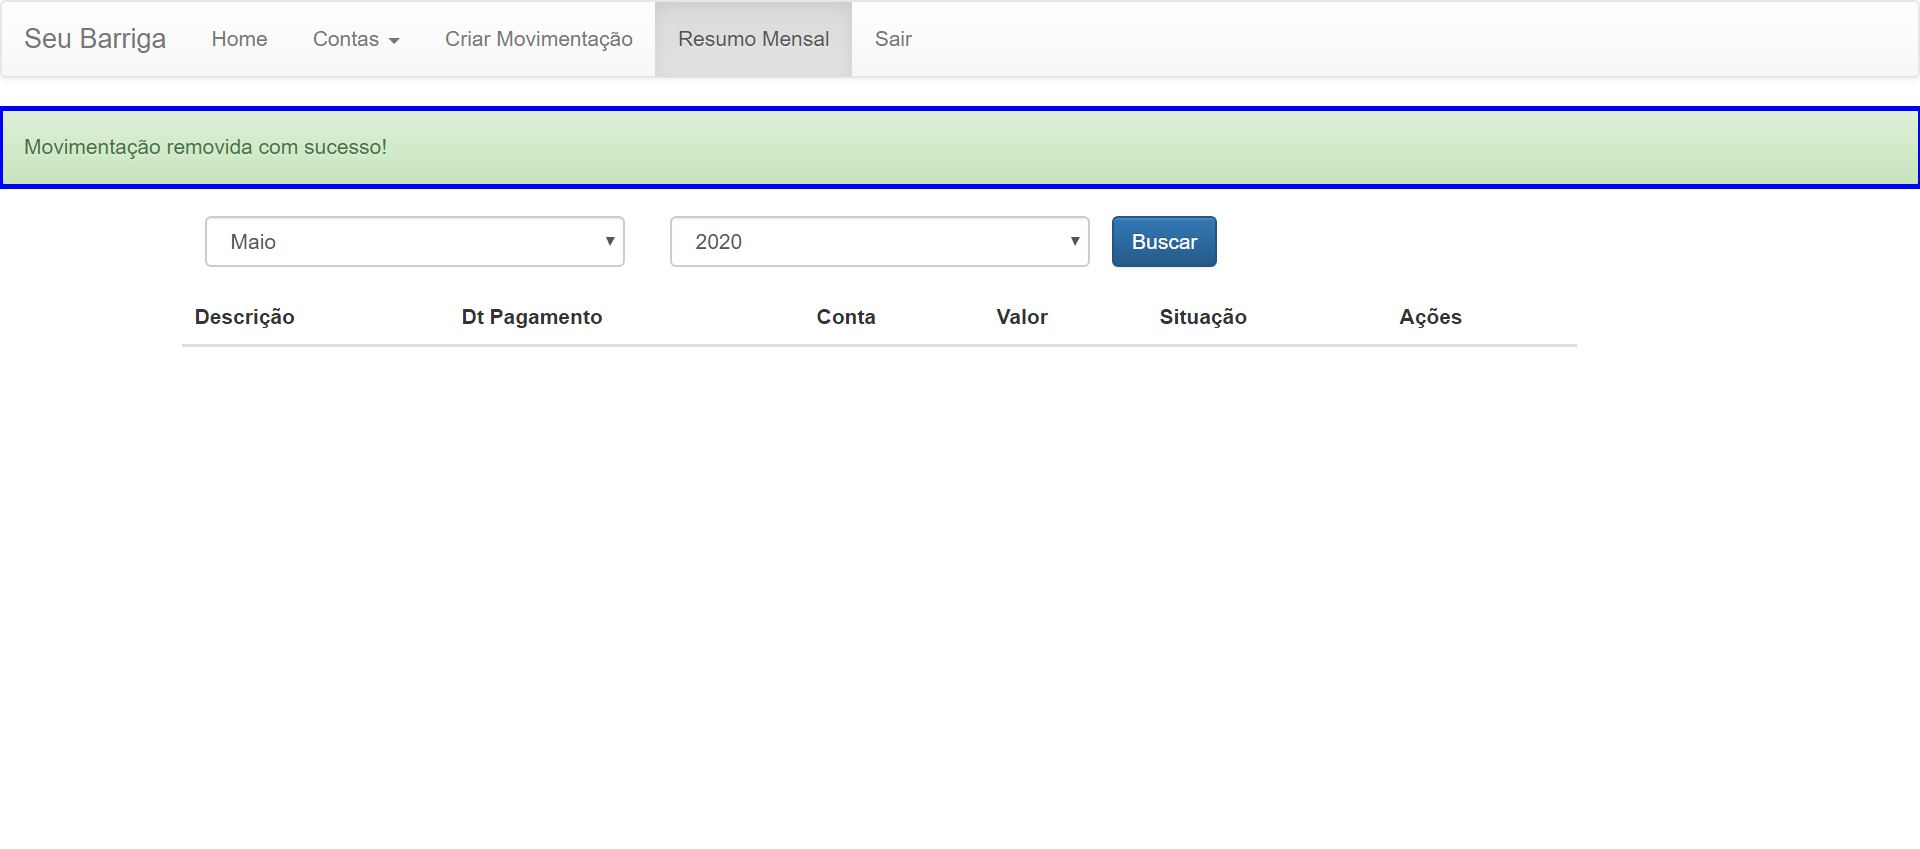 Seu Barriga Home Contas Criar Movimentação Resumo Mensal Sair
Movimentação removida com sucesso!
Maio 2020 Buscar
Descrição Dt Pagamento Conta Valor Situação Ações